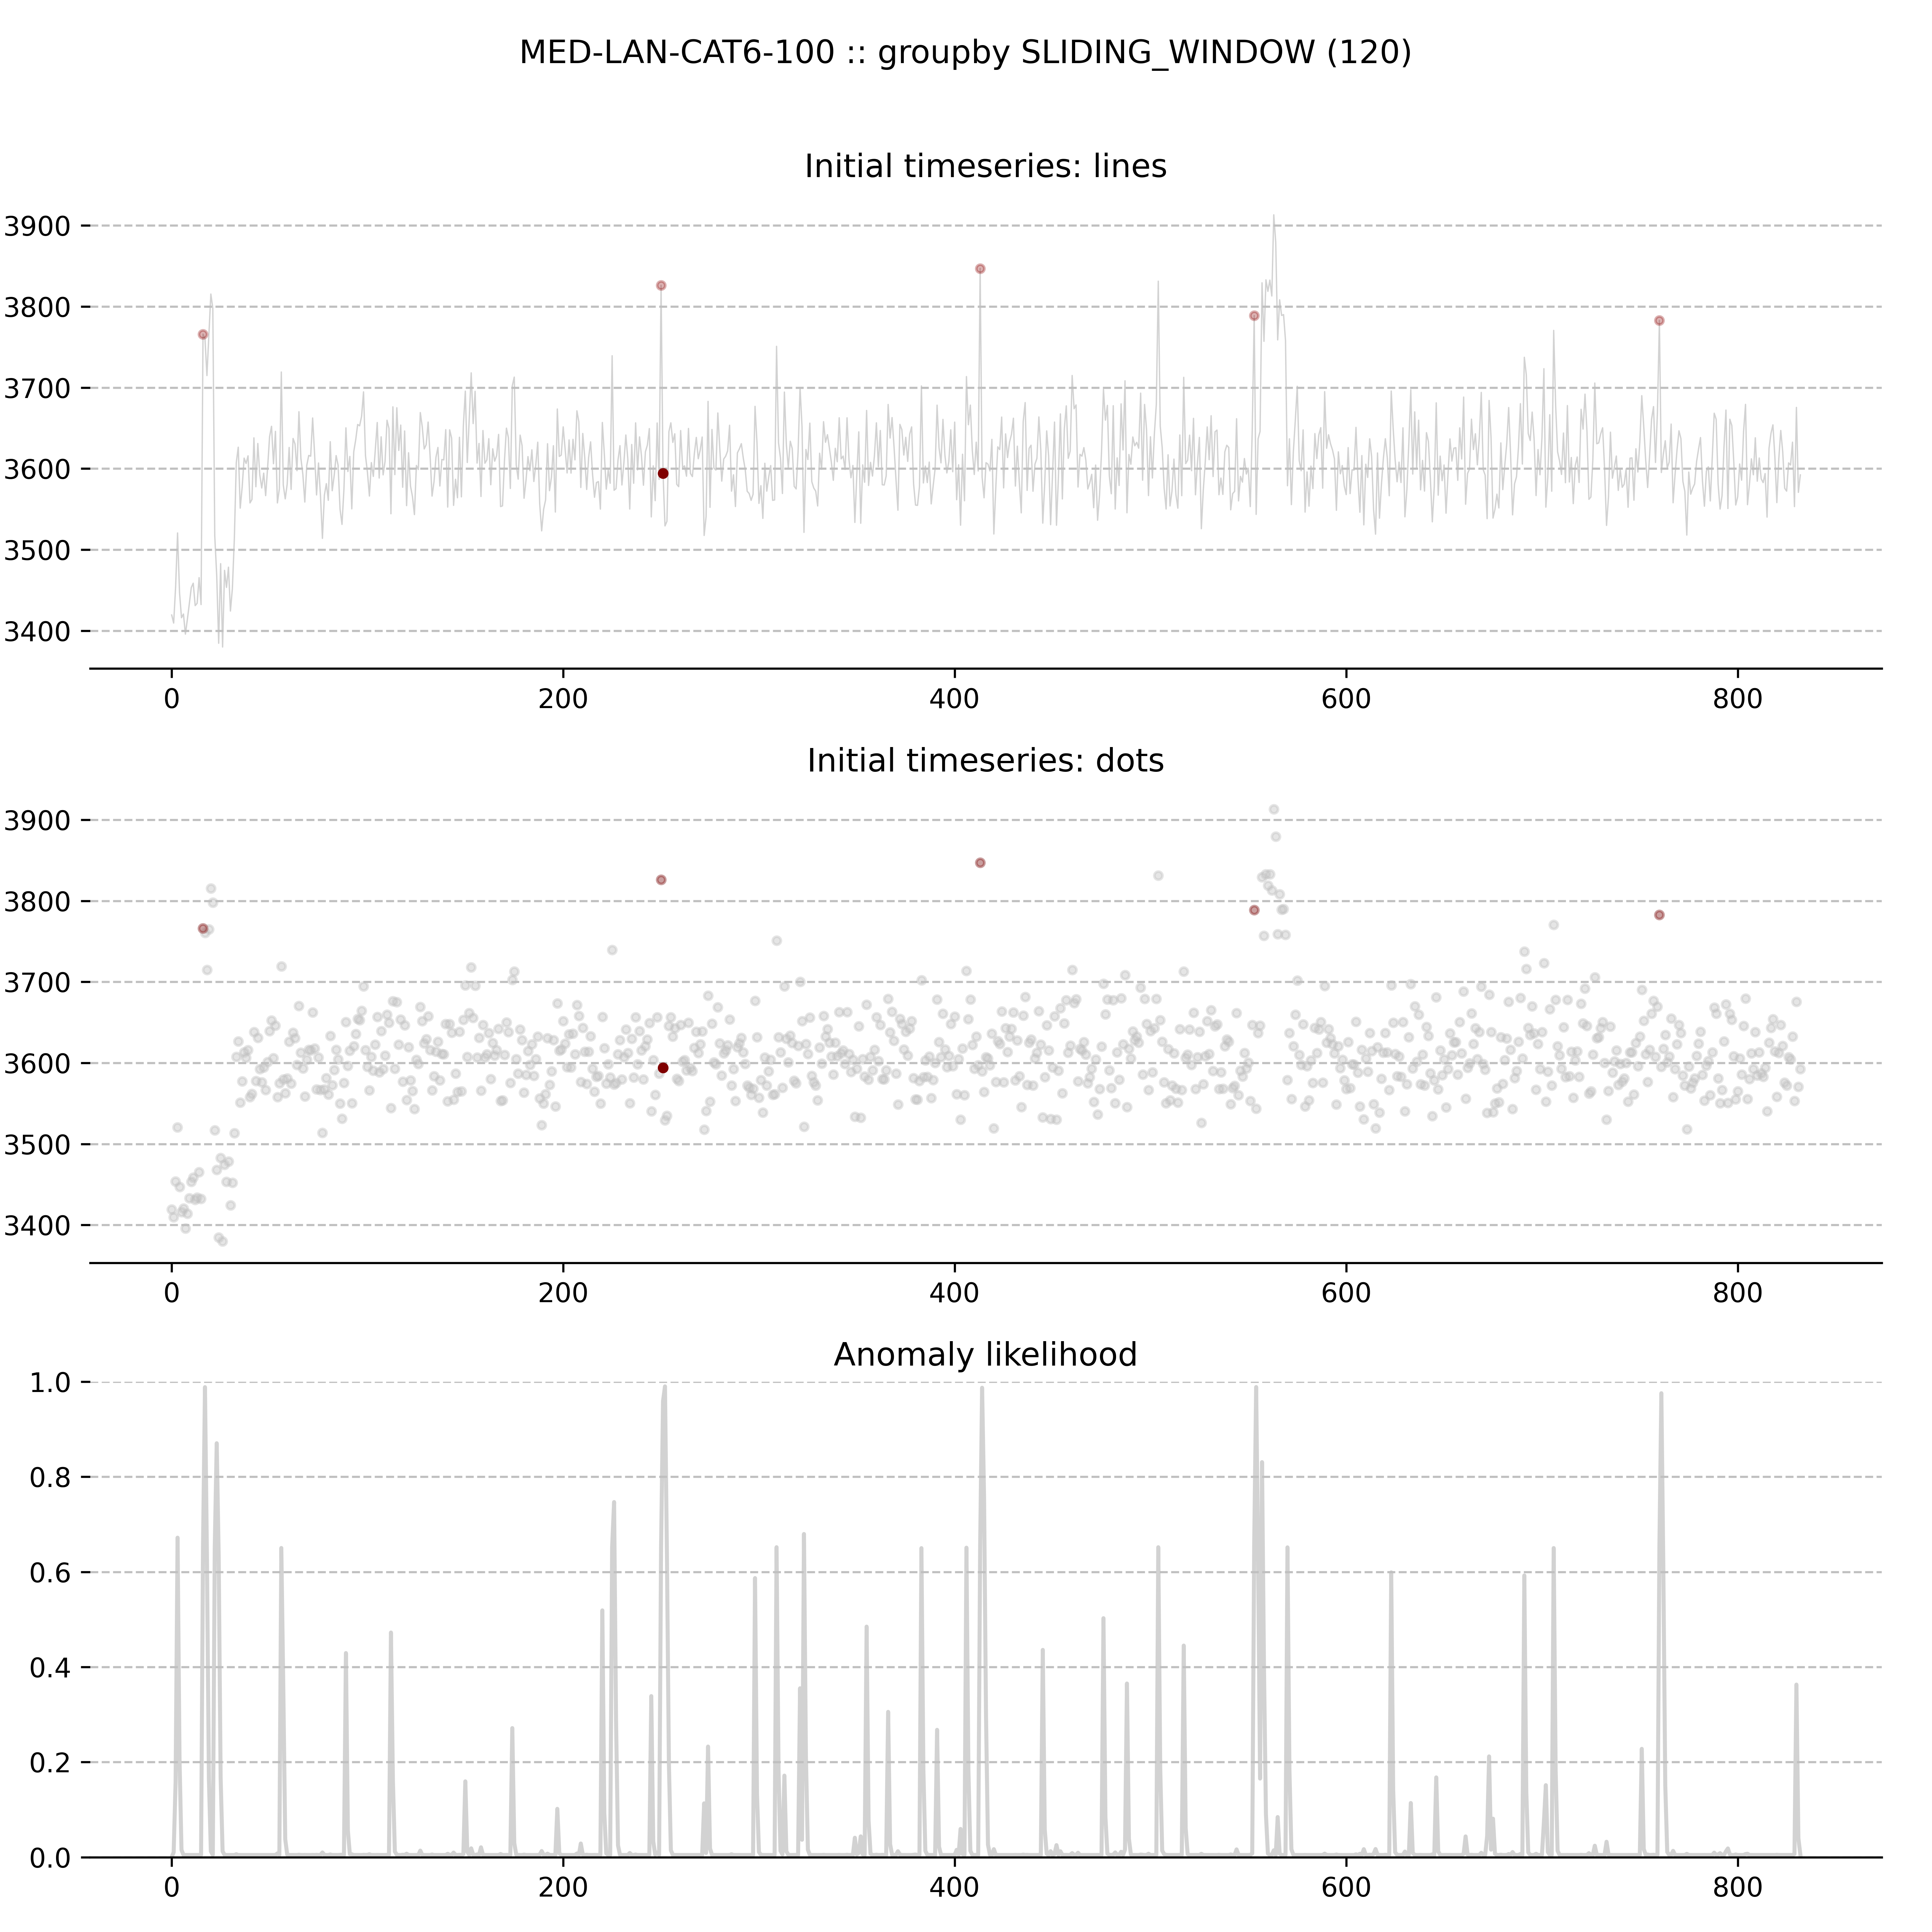 MED-LAN-CAT6-100 :: groupby SLIDING_WINDOW (120)
Initial timeseries: lines
3900
3800
3700
3600
3500
3400
0 200 400 600 800
Initial timeseries: dots
3900
3800
3700
3600
3500
3400
0 200 400 600 800
Anomaly likelihood
1.0
0.8
0.6
0.4
0.2
0.0
0 200 400 600 800